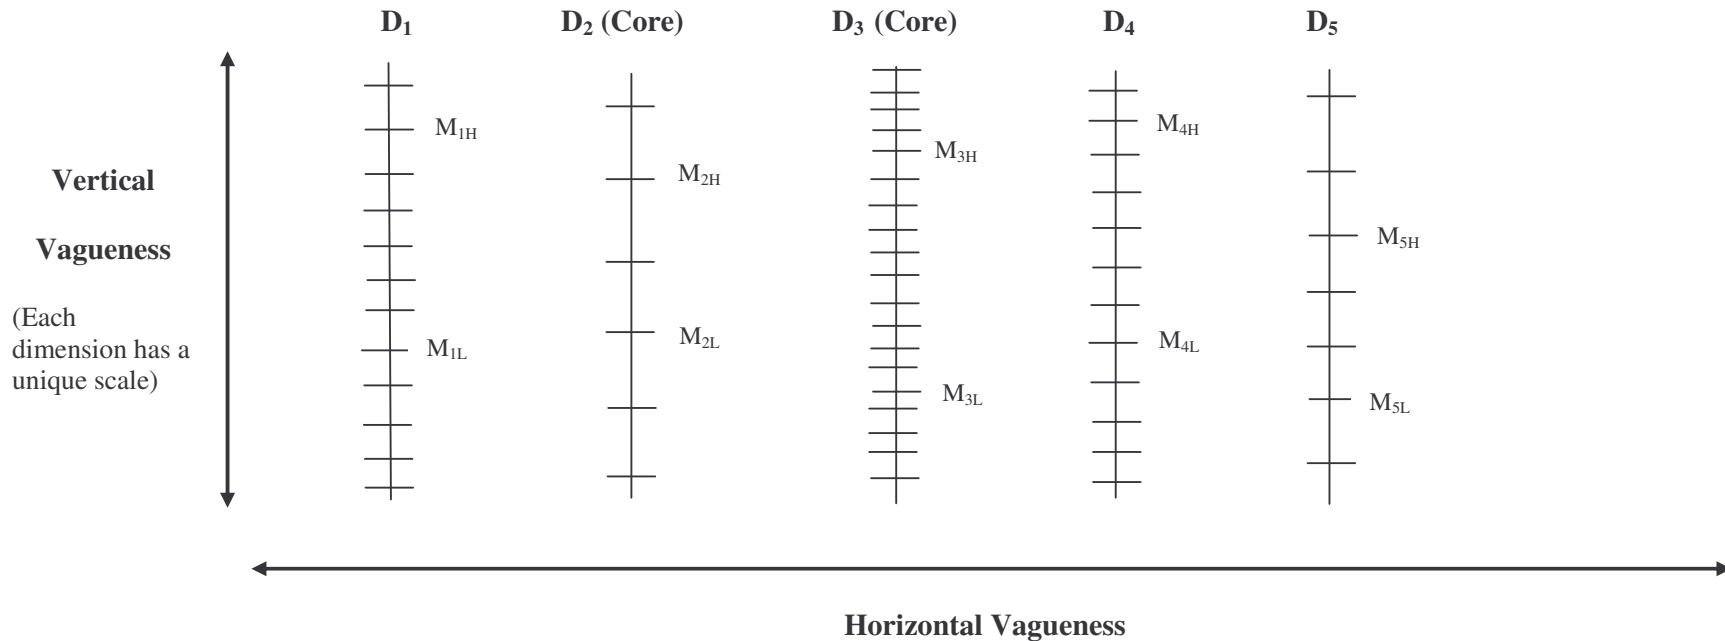 D₁ D₂ (Core) D₃ (Core) D₄ D₅
M₁H M₄H
M₃H
M₂H
Vertical
Vagueness
M₅H
(Each
dimension has a
unique scale)
M₁L M₂L M₄L
M₃L M₅L
Horizontal Vagueness